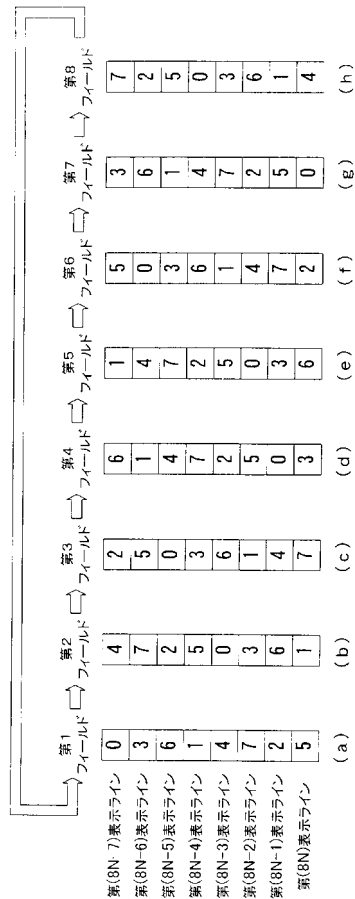 第1 第2 第3 第4 第5 第6 第7 第8
フィールド フィールド フィールド フィールド フィールド フィールド フィールド フィールド
第(8N-7)表示ライン 0 4 2 6 1 5 3 7
第(8N-6)表示ライン 3 7 5 1 4 0 6 2
第(8N-5)表示ライン 6 2 0 4 7 3 1 5
第(8N-4)表示ライン 1 5 3 7 2 6 4 0
第(8N-3)表示ライン 4 0 6 2 5 1 7 3
第(8N-2)表示ライン 7 3 1 5 0 4 2 6
第(8N-1)表示ライン 2 6 4 0 3 7 5 1
第(8N)表示ライン 5 1 7 3 6 2 0 4
(a) (b) (c) (d) (e) (f) (g) (h)